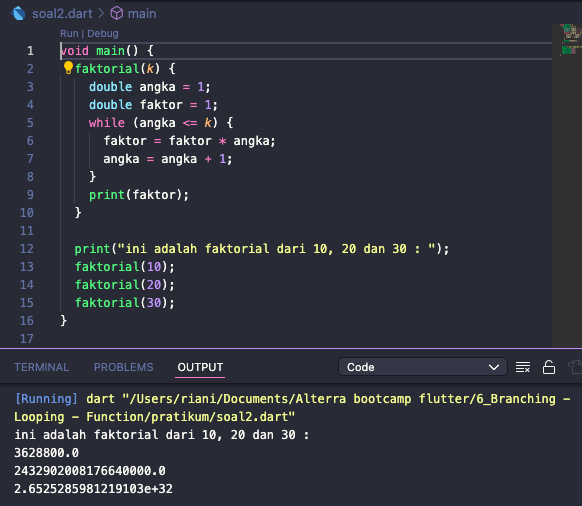 soal2.dart > main
Run | Debug
1 void main() {
2 faktorial(k) {
3 double angka = 1;
4 double faktor = 1;
5 while (angka <= k) {
6 faktor = faktor * angka;
7 angka = angka + 1;
8 }
9 print(faktor);
10 }
11
12 print("ini adalah faktorial dari 10, 20 dan 30 : ");
13 faktorial(10);
14 faktorial(20);
15 faktorial(30);
16 }
17
TERMINAL PROBLEMS OUTPUT Code
[Running] dart "/Users/riani/Documents/Alterra bootcamp flutter/6_Branching -
Looping - Function/pratikum/soal2.dart"
ini adalah faktorial dari 10, 20 dan 30 :
3628800.0
2432902008176640000.0
2.6525285981219103e+32